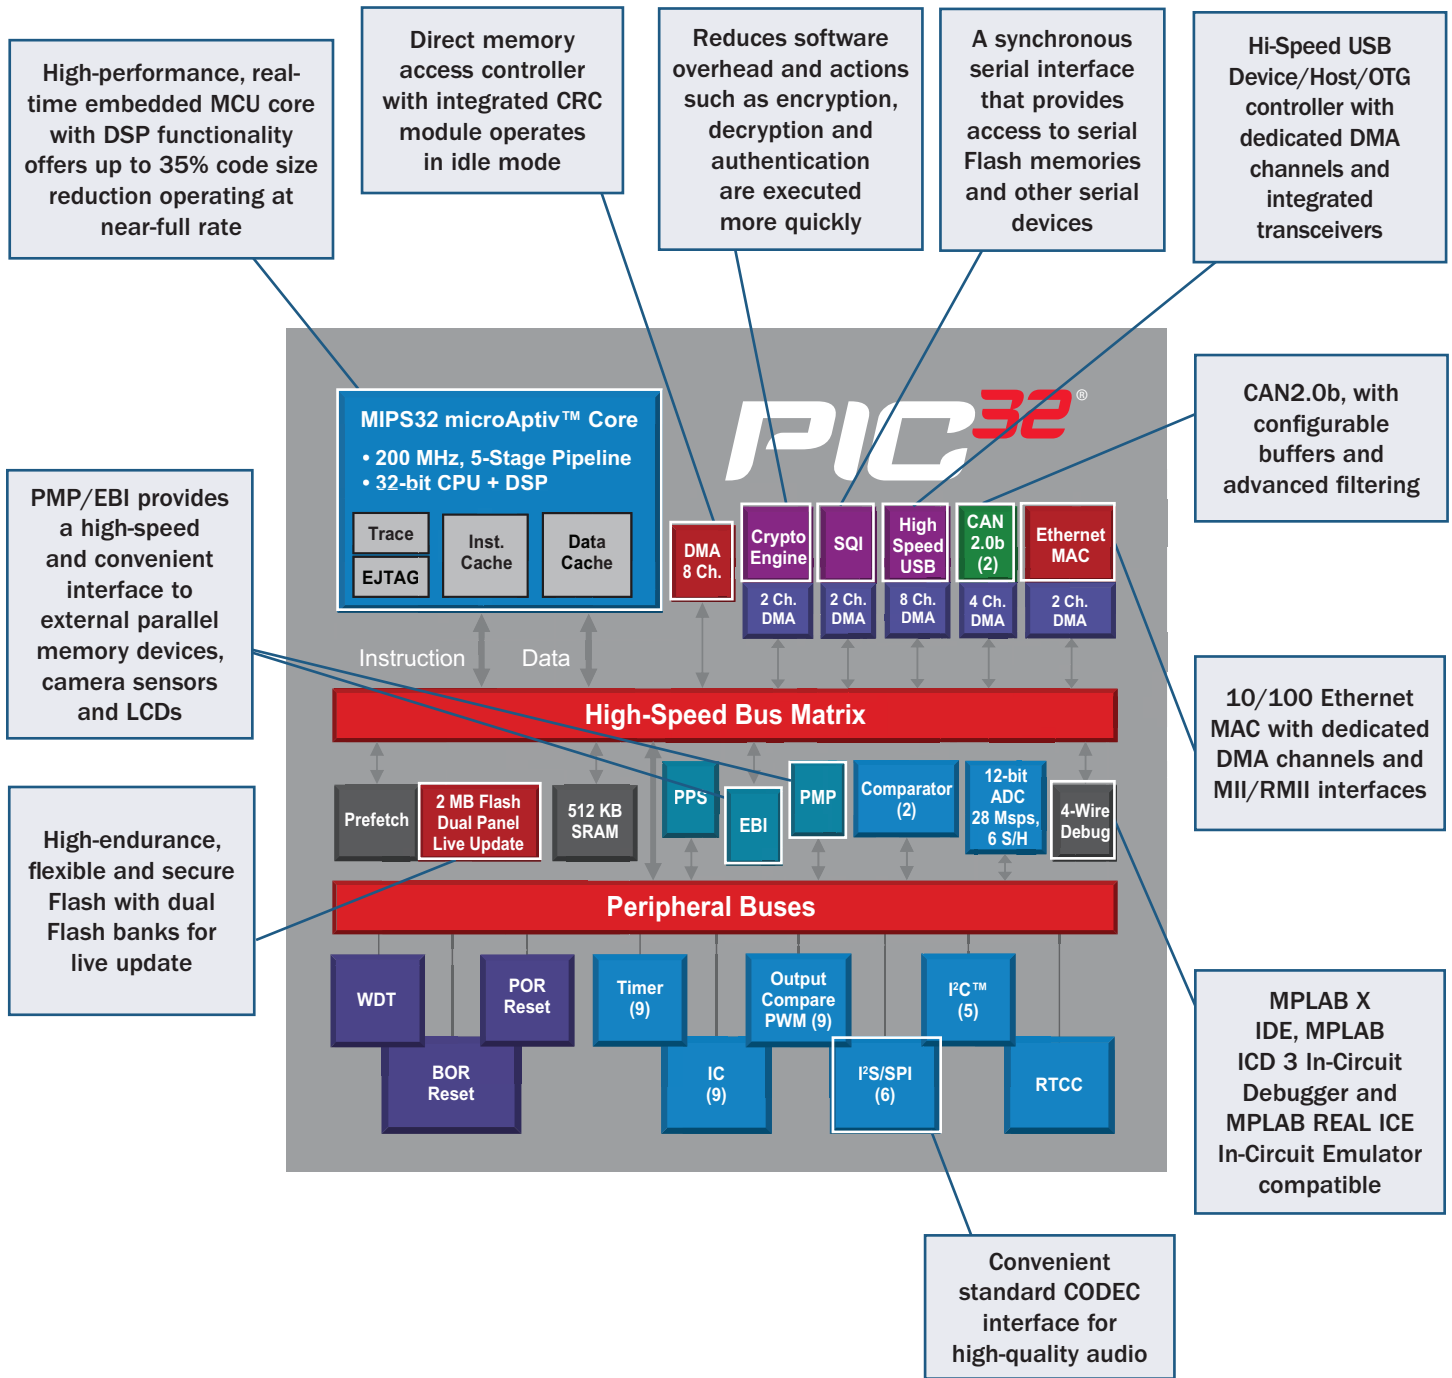 High-performance, real-
time embedded MCU core
with DSP functionality
offers up to 35% code size
reduction operating at
near-full rate
Direct memory
access controller
with integrated CRC
module operates
in idle mode
Reduces software
overhead and actions
such as encryption,
decryption and
authentication
are executed
more quickly
A synchronous
serial interface
that provides
access to serial
Flash memories
and other serial
devices
Hi-Speed USB
Device/Host/OTG
controller with
dedicated DMA
channels and
integrated
transceivers
PIC32®
MIPS32 microAptiv™ Core
• 200 MHz, 5-Stage Pipeline
• 32-bit CPU + DSP
Trace
EJTAG
Inst.
Cache
Data
Cache
DMA
8 Ch.
Crypto
Engine
2 Ch.
DMA
SQI
2 Ch.
DMA
High
Speed
USB
8 Ch.
DMA
CAN
2.0b
(2)
4 Ch.
DMA
Ethernet
MAC
2 Ch.
DMA
CAN2.0b, with
configurable
buffers and
advanced filtering
PMP/EBI provides
a high-speed
and convenient
interface to
external parallel
memory devices,
camera sensors
and LCDs
Instruction
Data
High-Speed Bus Matrix
10/100 Ethernet
MAC with dedicated
DMA channels and
MII/RMII interfaces
Prefetch
2 MB Flash
Dual Panel
Live Update
512 KB
SRAM
PPS
EBI
PMP
Comparator
(2)
12-bit
ADC
28 Msps,
6 S/H
4-Wire
Debug
High-endurance,
flexible and secure
Flash with dual
Flash banks for
live update
Peripheral Buses
WDT
BOR
Reset
POR
Reset
Timer
(9)
IC
(9)
Output
Compare
PWM (9)
I²S/SPI
(6)
I²C™
(5)
RTCC
MPLAB X
IDE, MPLAB
ICD 3 In-Circuit
Debugger and
MPLAB REAL ICE
In-Circuit Emulator
compatible
Convenient
standard CODEC
interface for
high-quality audio